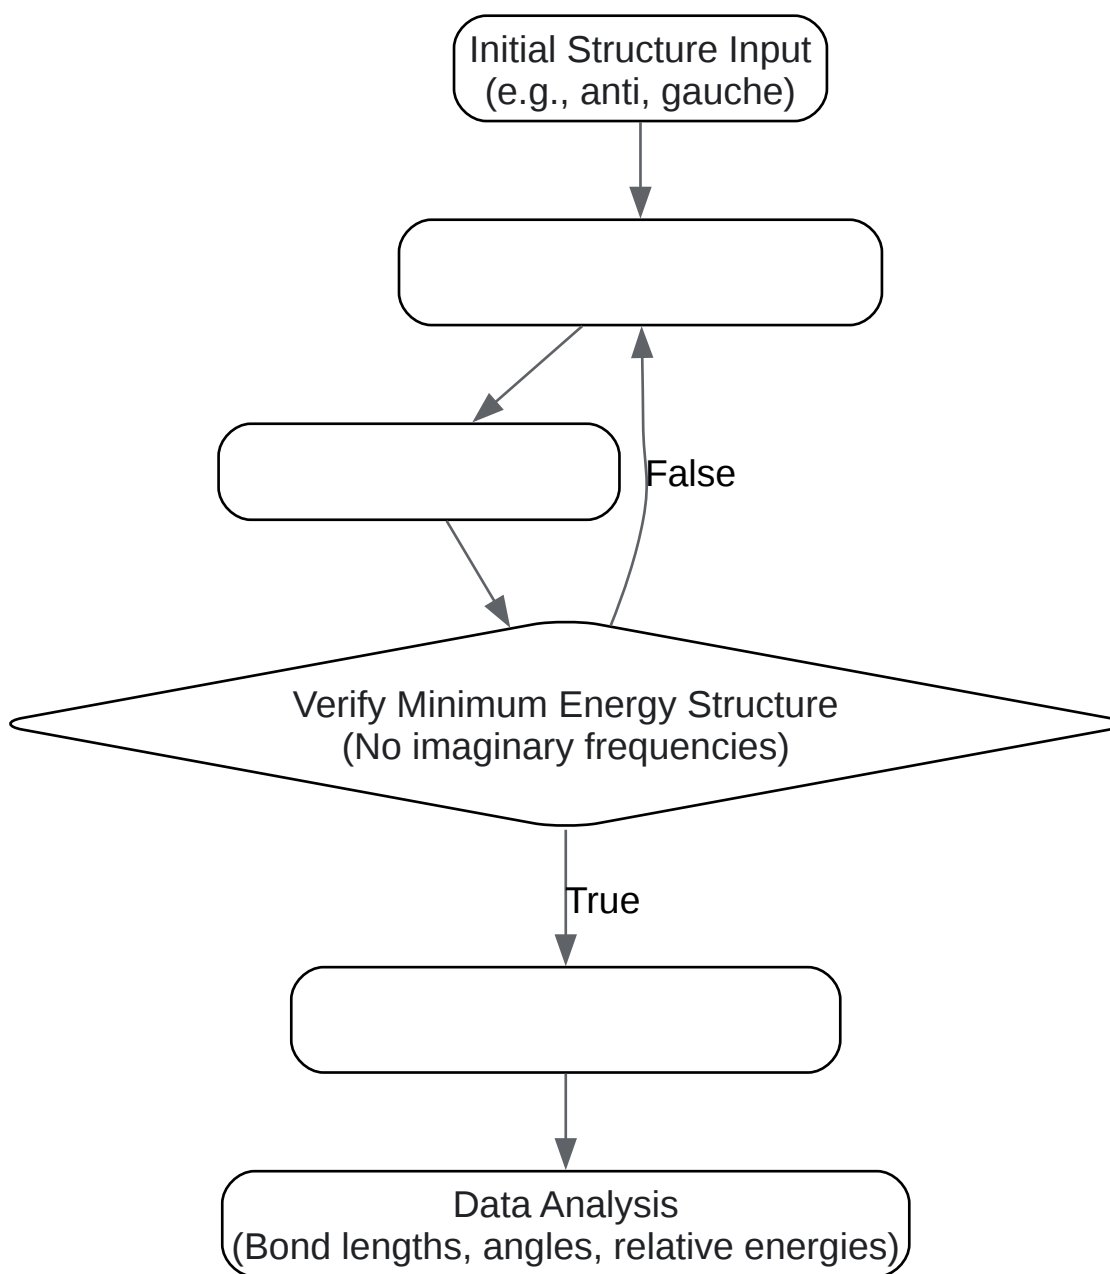 Initial Structure Input
(e.g., anti, gauche)
False
Verify Minimum Energy Structure
(No imaginary frequencies)
True
Data Analysis
(Bond lengths, angles, relative energies)